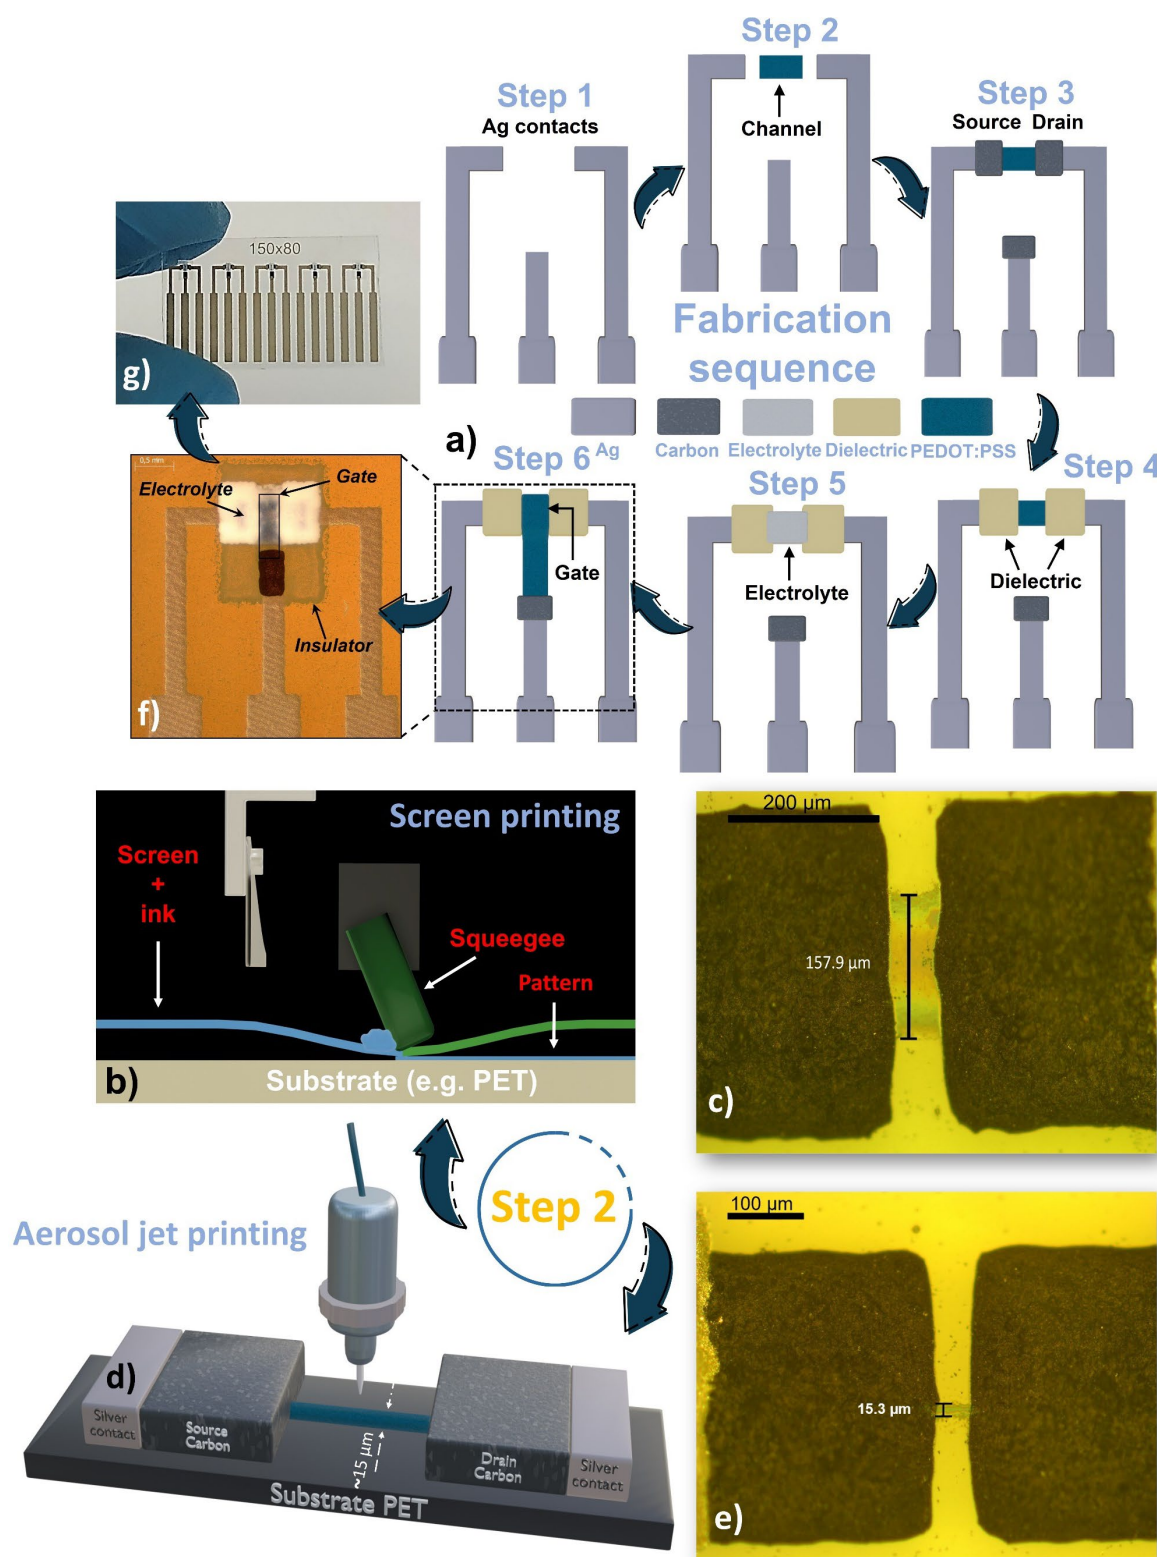 Step 1
Ag contacts
Step 2
Channel
Step 3
Source Drain
150x80
g)
Fabrication
sequence
a)
Ag
Carbon
Electrolyte
Dielectric
PEDOT:PSS
Step 4
Dielectric
Step 5
Electrolyte
Step 6
Gate
0,5 mm
Electrolyte
Gate
Insulator
f)
Screen printing
Screen
+
ink
Squeegee
Pattern
Substrate (e.g. PET)
b)
200 µm
157.9 µm
c)
Step 2
Aerosol jet printing
d)
Silver
contact
Source
Carbon
~15 µm
Drain
Carbon
Silver
contact
Substrate PET
100 µm
15.3 µm
e)